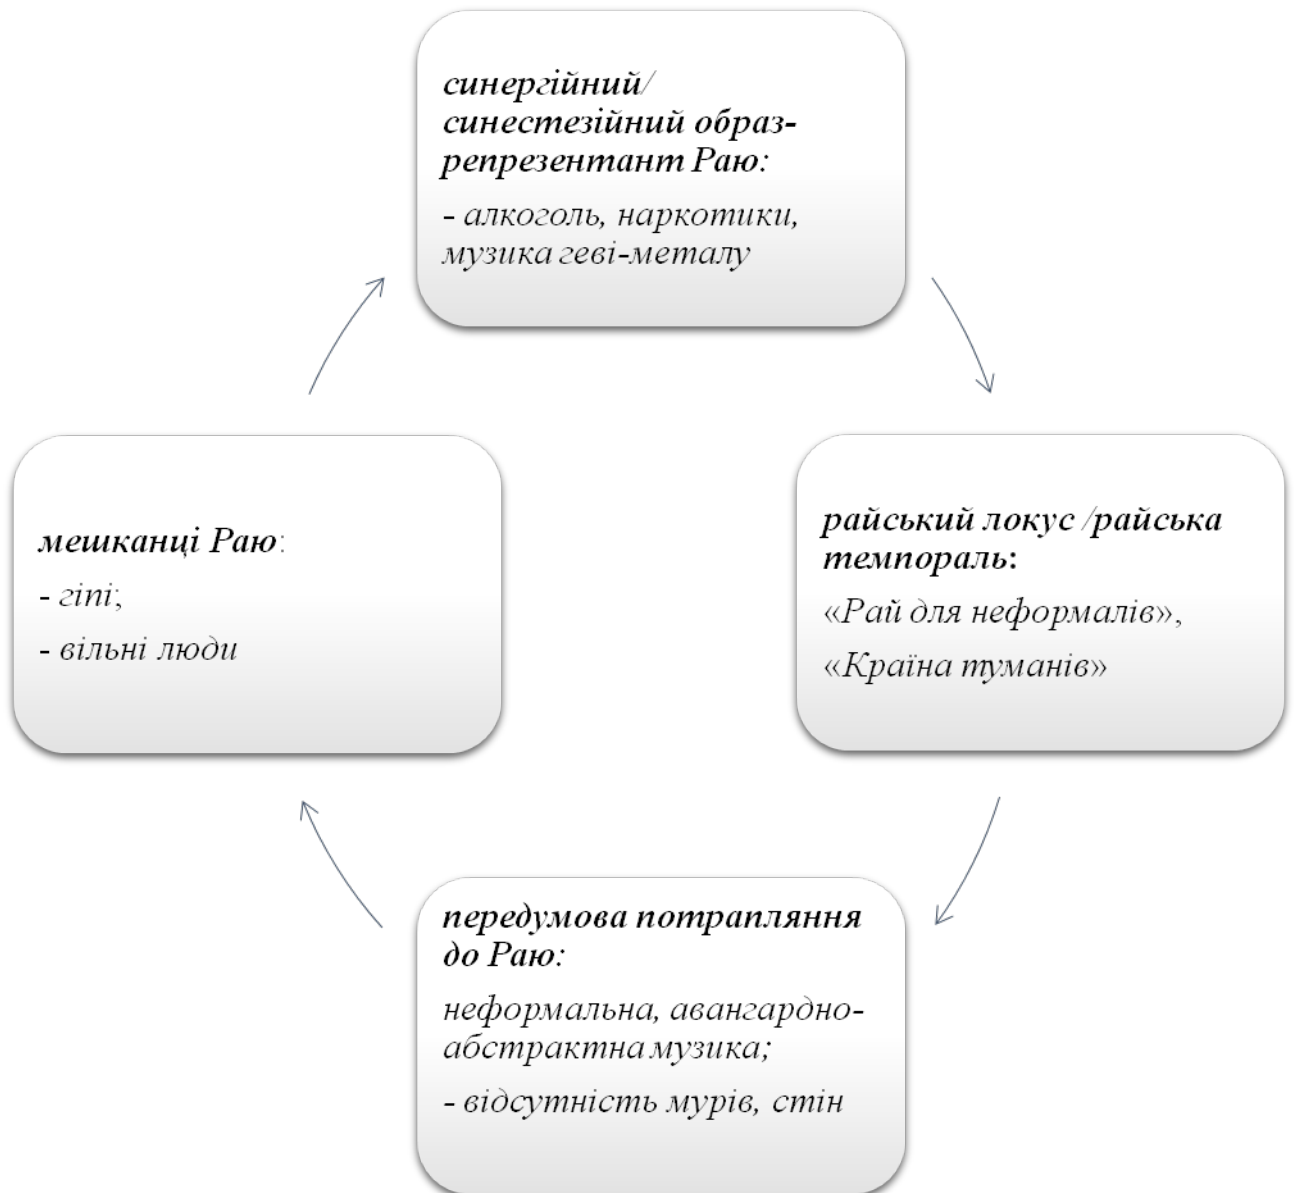 синергійний/
синестезійний образ-
репрезентант Раю:
- алкоголь, наркотики,
музика геві-металу
мешканці Раю:
- гіпі;
- вільні люди
райський локус /райська
темпораль:
«Рай для неформалів»,
«Країна туманів»
передумова потрапляння
до Раю:
неформальна, авангардно-
абстрактна музика;
- відсутність мурів, стін